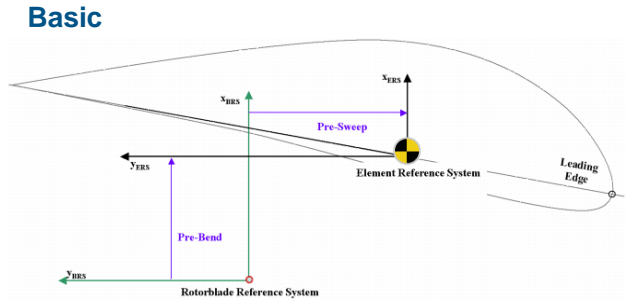 Basic
xERS
xBRS
Pre-Sweep
yERS
Element Reference System
Leading
Edge
Pre-Bend
yBRS
Rotorblade Reference System